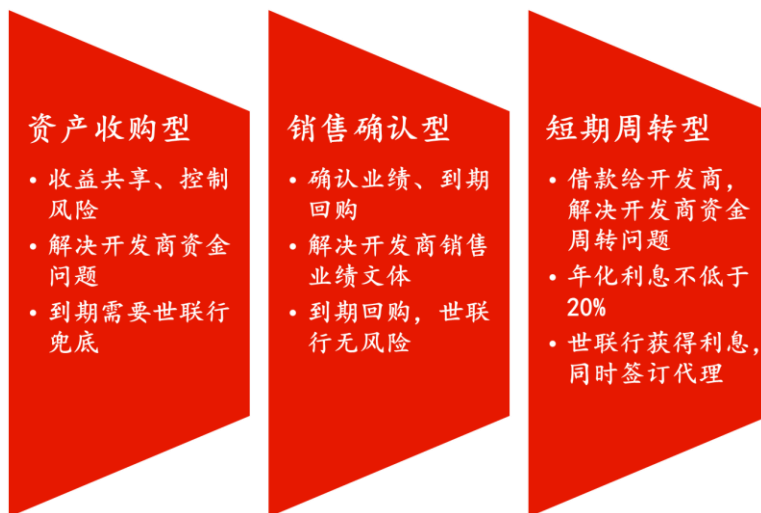 资产收购型
• 收益共享、控制
风险
• 解决开发商资金
问题
• 到期需要世联行
兜底
销售确认型
• 确认业绩、到期
回购
• 解决开发商销售
业绩文体
• 到期回购，世联
行无风险
短期周转型
• 借款给开发商，
解决开发商资金
周转问题
• 年化利息不低于
20%
• 世联行获得利息，
同时签订代理